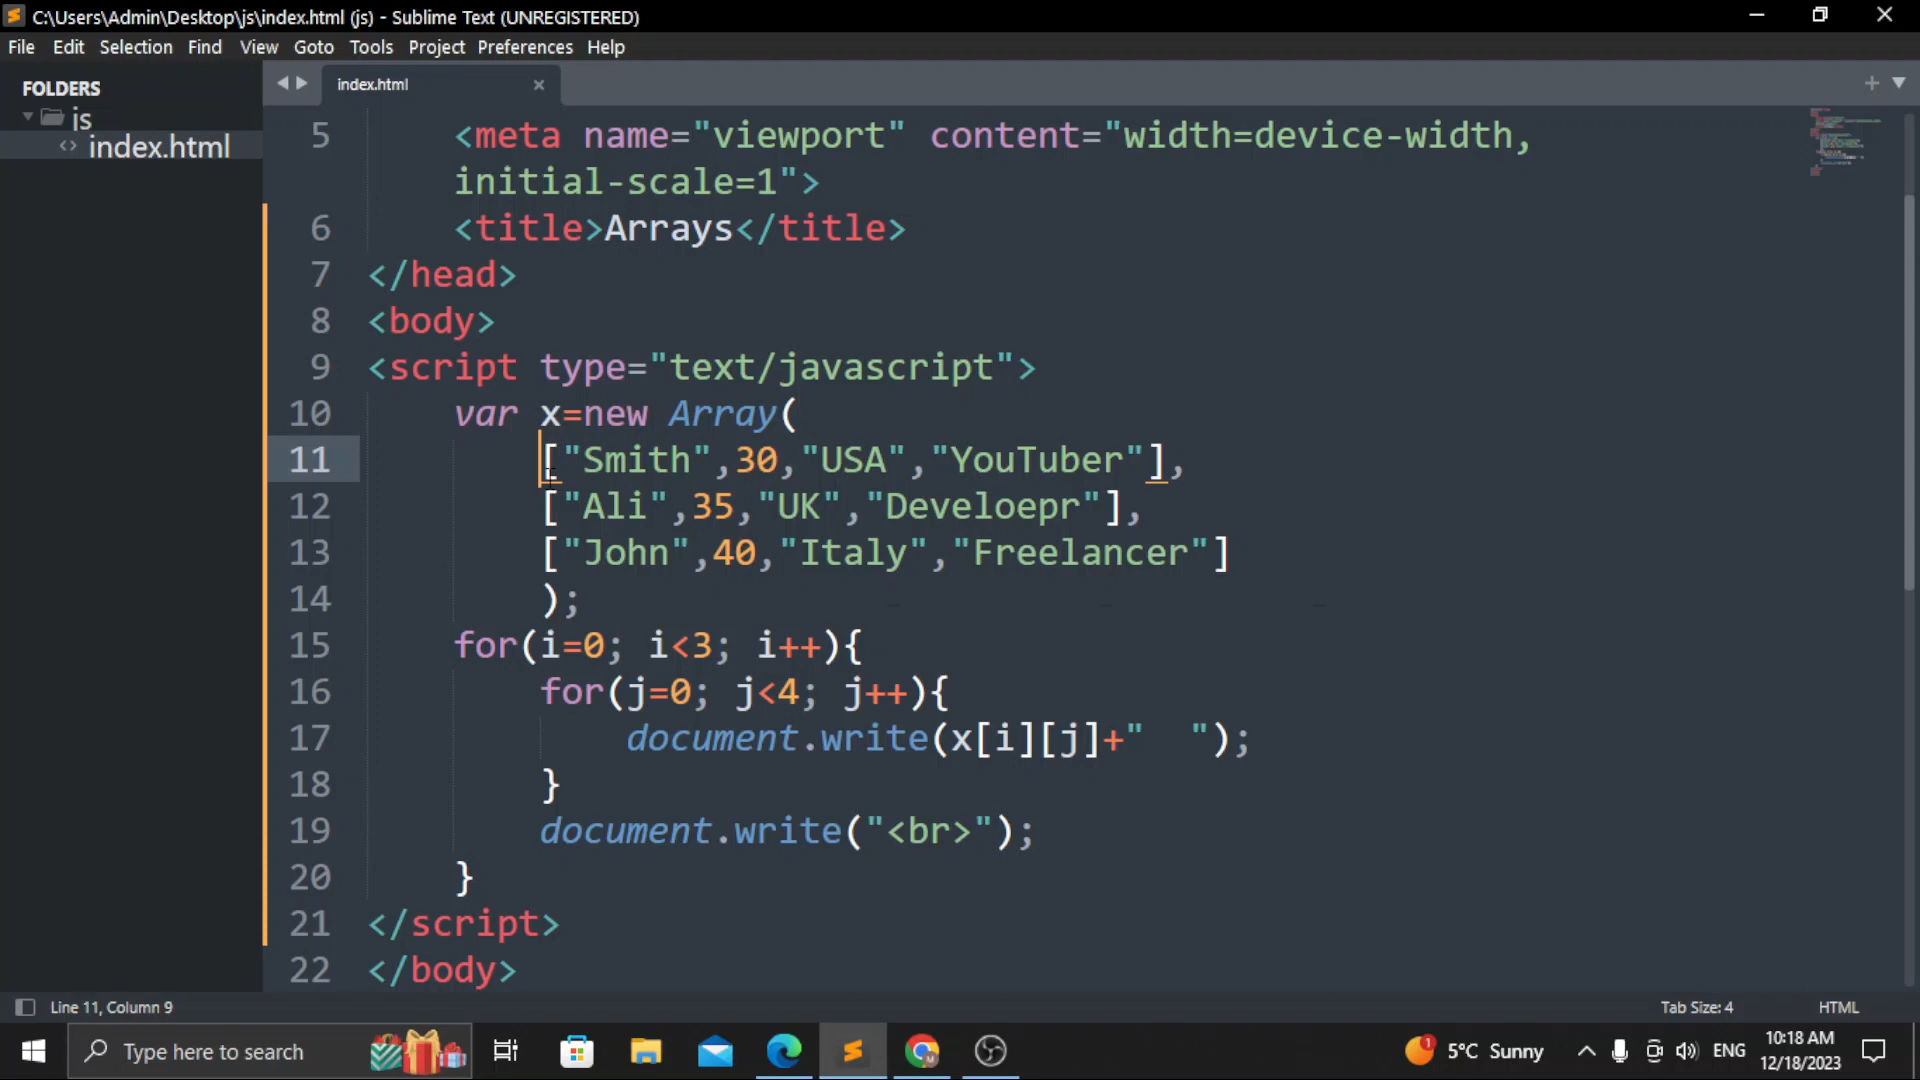 C:\Users\Admin\Desktop\js\index.html (js) - Sublime Text (UNREGISTERED)
File Edit Selection Find View Goto Tools Project Preferences Help
FOLDERS
js
index.html
index.html
5 <meta name="viewport" content="width=device-width,
initial-scale=1">
6 <title>Arrays</title>
7 </head>
8 <body>
9 <script type="text/javascript">
10 var x=new Array(
11 ["Smith",30,"USA","YouTuber"],
12 ["Ali",35,"UK","Develoepr"],
13 ["John",40,"Italy","Freelancer"]
14 );
15 for(i=0; i<3; i++){
16 for(j=0; j<4; j++){
17 document.write(x[i][j]+"  ");
18 }
19 document.write("<br>");
20 }
21 </script>
22 </body>
Line 11, Column 9
Tab Size: 4
HTML
Type here to search
1
5°C Sunny
ENG
10:18 AM
12/18/2023